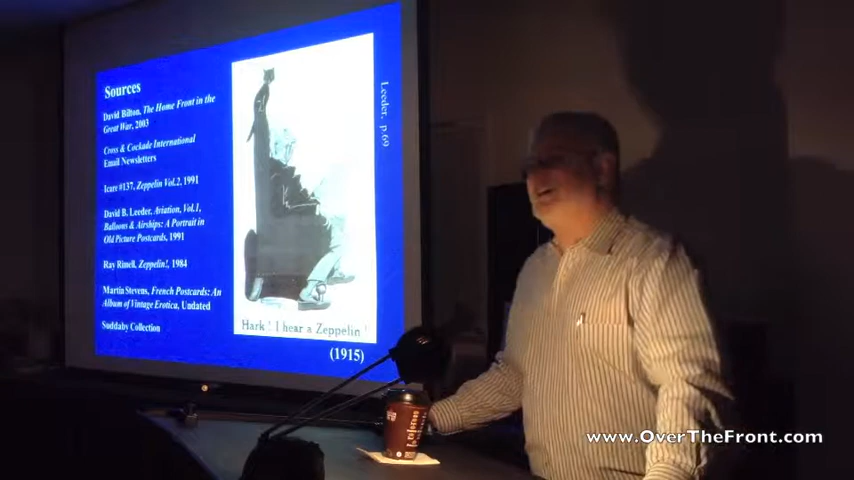 Sources
David Bilton, The Home Front in the
Great War, 2003
Cross & Cockade International
Email Newsletters
Icare #137, Zeppelin Vol.2, 1991
David B. Leeder, Aviation, Vol.1,
Balloons & Airships: A Portrait in
Old Picture Postcards, 1991
Ray Rimell, Zeppelin!, 1984
Martin Stevens, French Postcards: An
Album of Vintage Erotica, Undated
Suddaby Collection
Leeder, p.69
Hark! I hear a Zeppelin!
(1915)
www.OverTheFront.com